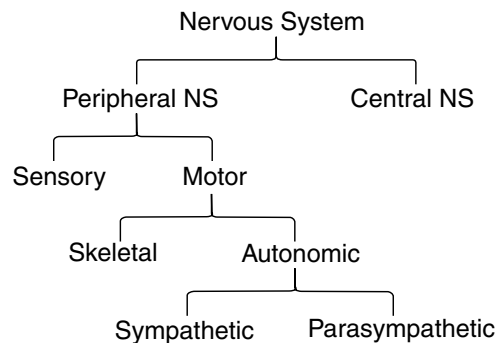 Nervous System
Peripheral NS Central NS
Sensory Motor
Skeletal Autonomic
Sympathetic Parasympathetic